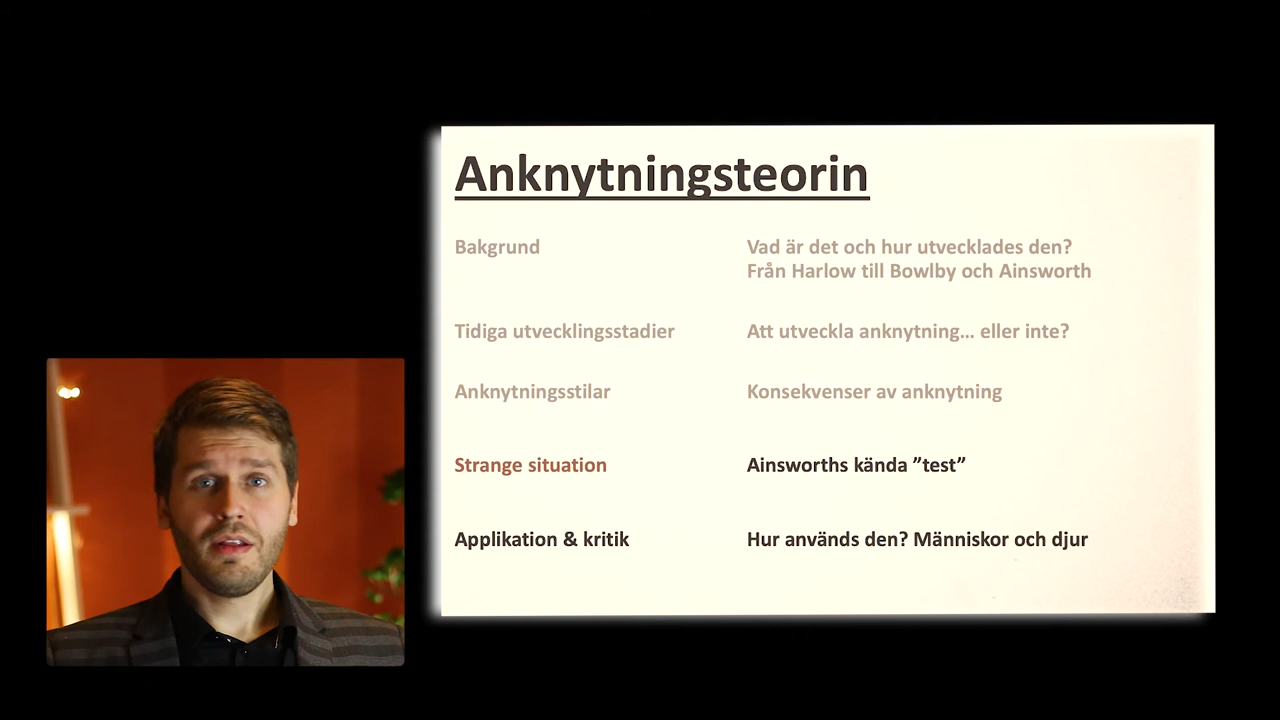 Anknytningsteorin
Bakgrund
Vad är det och hur utvecklades den?
Från Harlow till Bowlby och Ainsworth
Tidiga utvecklingsstadier
Att utveckla anknytning... eller inte?
Anknytningsstilar
Konsekvenser av anknytning
Strange situation
Ainsworths kända ”test”
Applikation & kritik
Hur används den? Människor och djur